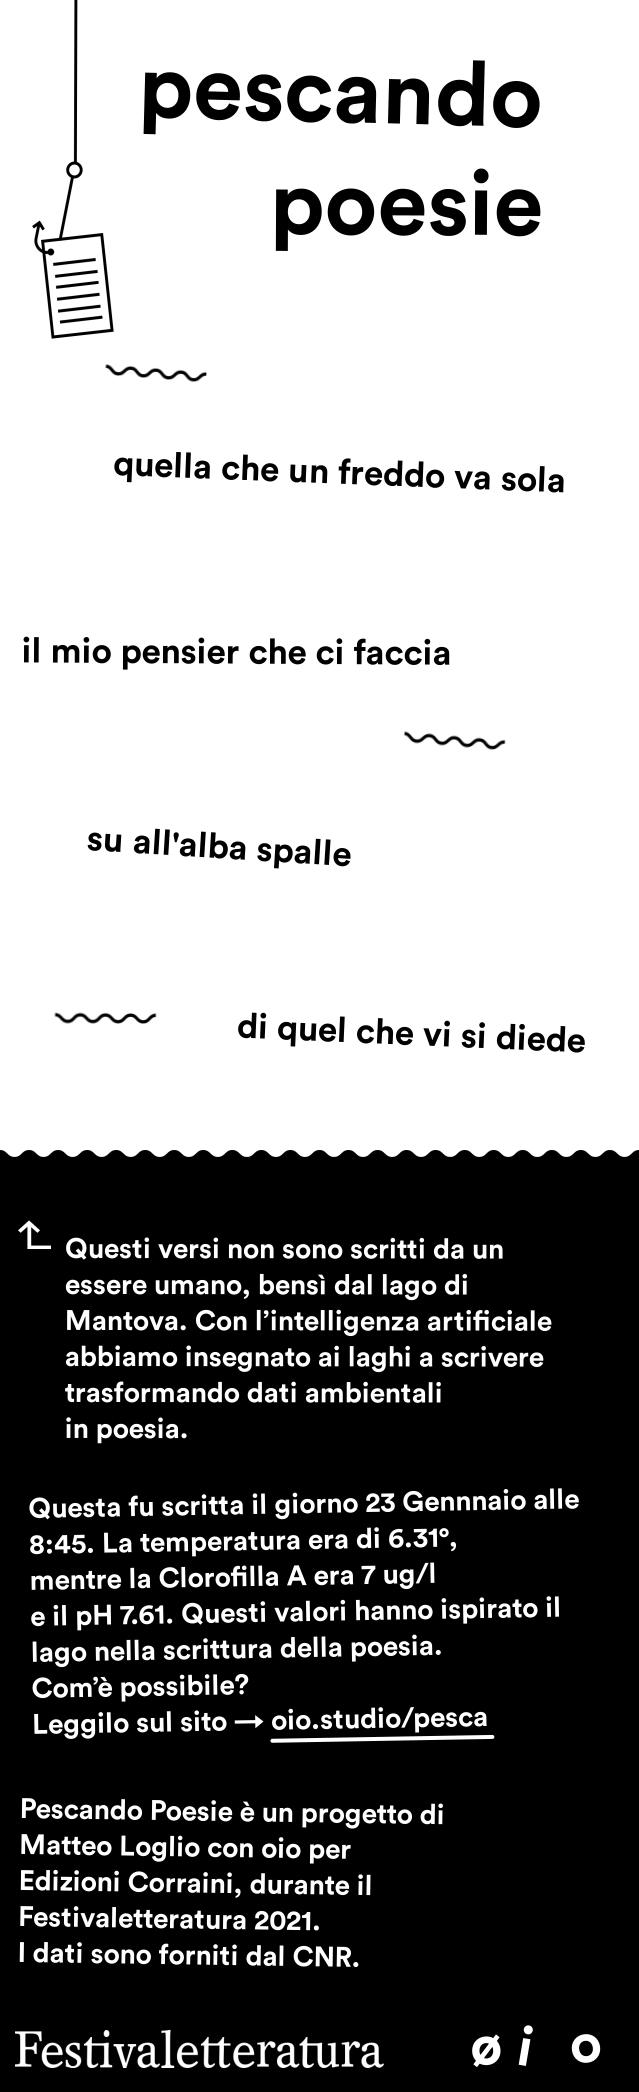 pescando
poesie
quella che un freddo va sola
il mio pensier che ci faccia
su all'alba spalle
di quel che vi si diede
Questi versi non sono scritti da un
essere umano, bensì dal lago di
Mantova. Con l’intelligenza artificiale
abbiamo insegnato ai laghi a scrivere
trasformando dati ambientali
in poesia.
Questa fu scritta il giorno 23 Gennnaio alle
8:45. La temperatura era di 6.31°,
mentre la Clorofilla A era 7 ug/l
e il pH 7.61. Questi valori hanno ispirato il
lago nella scrittura della poesia.
Com’è possibile?
Leggilo sul sito → oio.studio/pesca
Pescando Poesie è un progetto di
Matteo Loglio con oio per
Edizioni Corraini, durante il
Festivaletteratura 2021.
I dati sono forniti dal CNR.
Festivaletteratura øi o